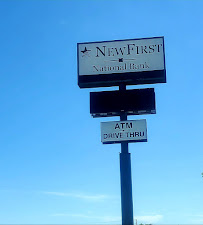 NewFirst
National Bank
ATM
DRIVE-THRU